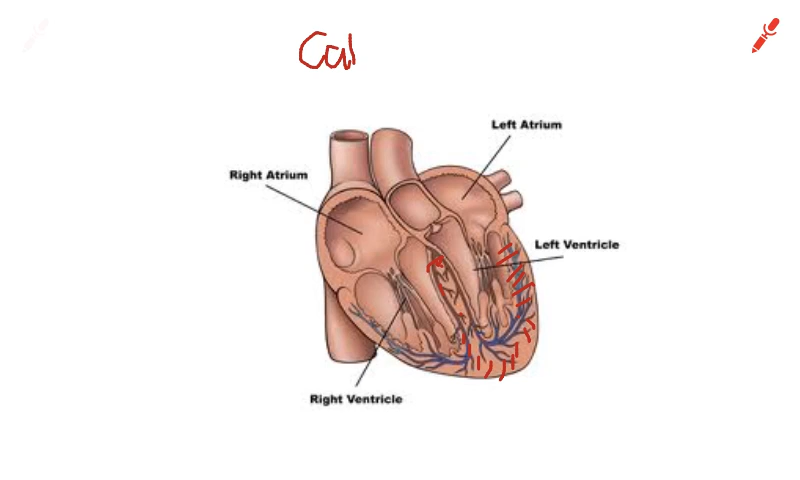 Cal
Left Atrium
Right Atrium
Left Ventricle
Right Ventricle